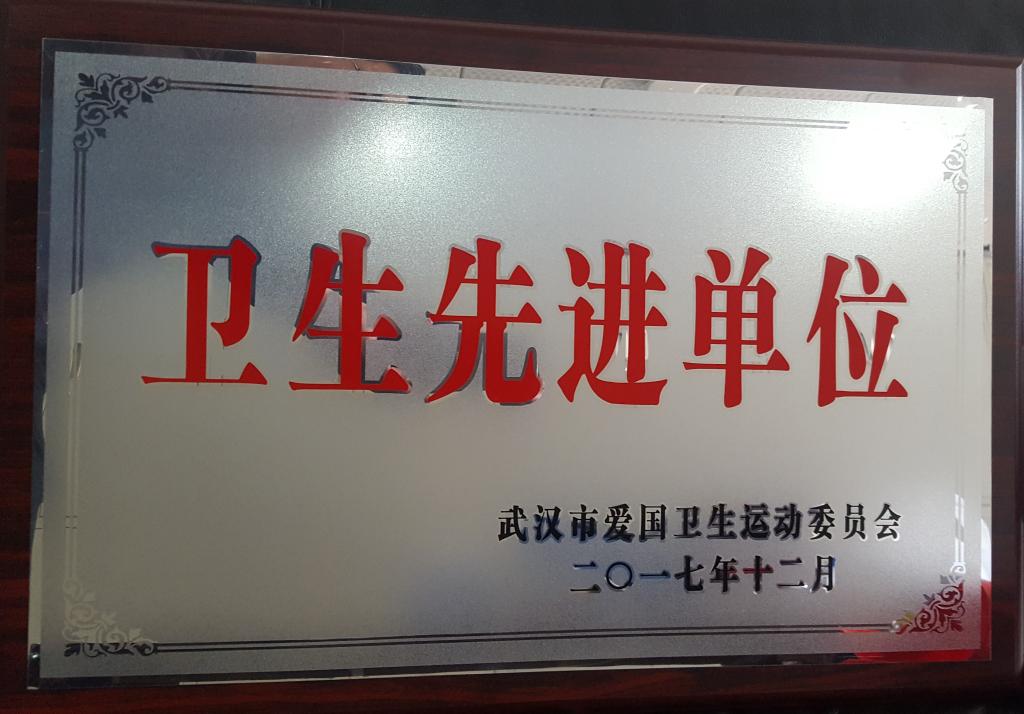 卫生先进单位
武汉市爱国卫生运动委员会
二〇一七年十二月